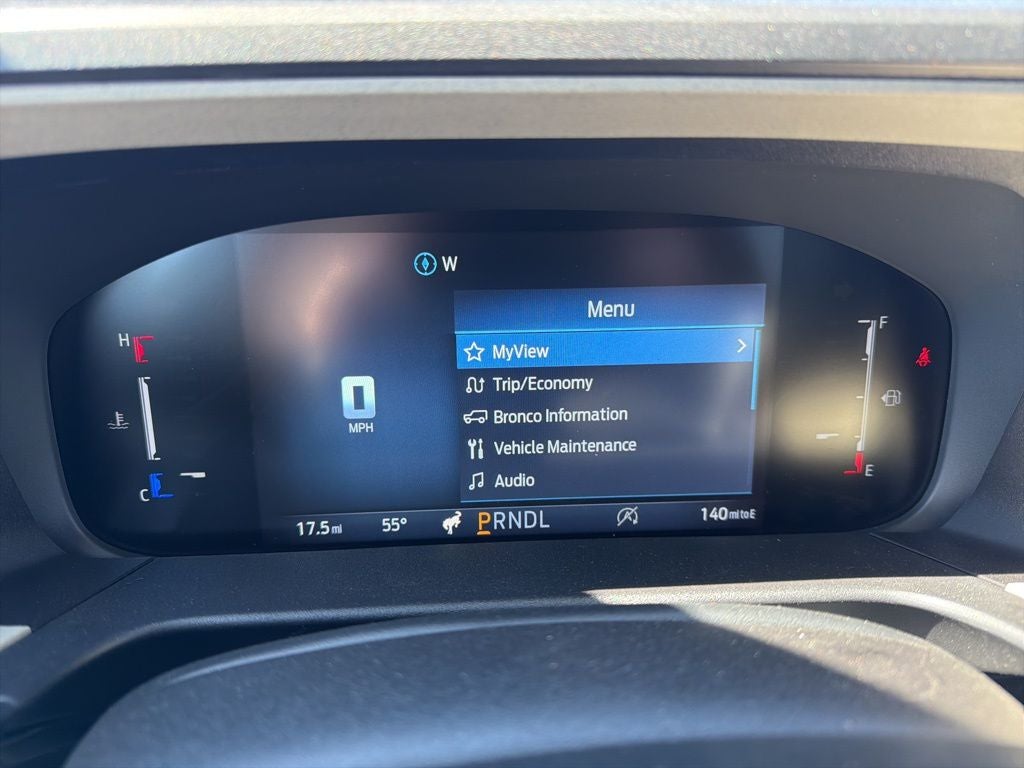 W
Menu
MyView
Trip/Economy
Bronco Information
Vehicle Maintenance
Audio
H
C
0
MPH
F
E
17.5 mi
55°
PRNDL
140 mi to E